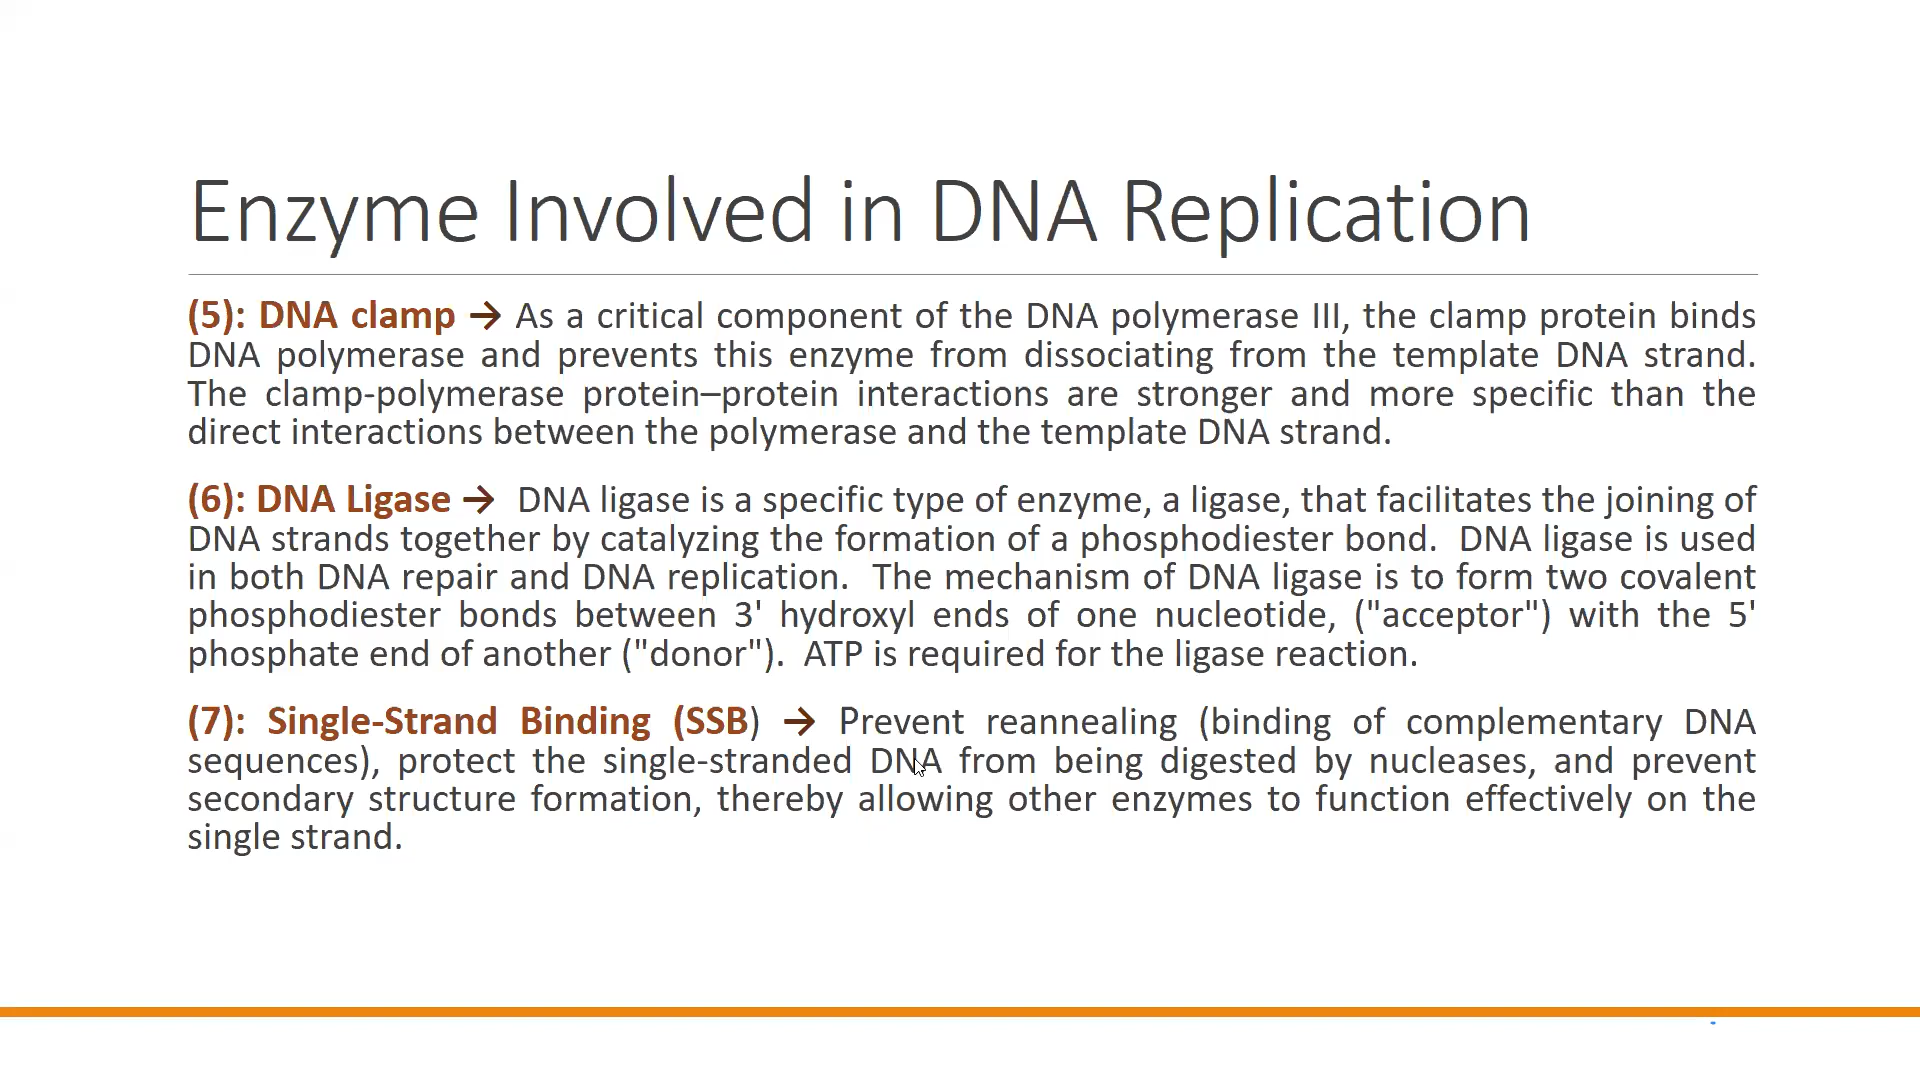 Enzyme Involved in DNA Replication
(5): DNA clamp → As a critical component of the DNA polymerase III, the clamp protein binds
DNA polymerase and prevents this enzyme from dissociating from the template DNA strand.
The clamp-polymerase protein–protein interactions are stronger and more specific than the
direct interactions between the polymerase and the template DNA strand.
(6): DNA Ligase → DNA ligase is a specific type of enzyme, a ligase, that facilitates the joining of
DNA strands together by catalyzing the formation of a phosphodiester bond. DNA ligase is used
in both DNA repair and DNA replication. The mechanism of DNA ligase is to form two covalent
phosphodiester bonds between 3' hydroxyl ends of one nucleotide, ("acceptor") with the 5'
phosphate end of another ("donor"). ATP is required for the ligase reaction.
(7): Single-Strand Binding (SSB) → Prevent reannealing (binding of complementary DNA
sequences), protect the single-stranded DNA from being digested by nucleases, and prevent
secondary structure formation, thereby allowing other enzymes to function effectively on the
single strand.